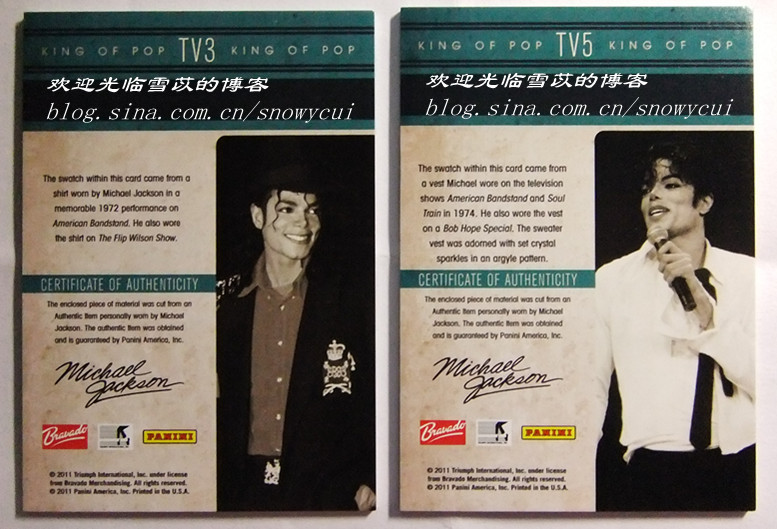 KING OF POP TV3 KING OF POP
欢迎光临雪苡的博客
blog.sina.com.cn/snowycui
The swatch within this card came from a
shirt worn by Michael Jackson in a
memorable 1972 performance on
American Bandstand. He also wore
the shirt on The Flip Wilson Show.
CERTIFICATE OF AUTHENTICITY
The enclosed piece of material was cut from an
Authentic Item personally worn by Michael
Jackson. The authentic item was obtained
and is guaranteed by Panini America, Inc.
Michael
Jackson
Bravado
PANINI
© 2011 Triumph International, Inc. under license
from Bravado Merchandising. All rights reserved.
© 2011 Panini America, Inc. Printed in the U.S.A.
KING OF POP TV5 KING OF POP
欢迎光临雪苡的博客
blog.sina.com.cn/snowycui
The swatch within this card came from
a vest Michael wore on the television
shows American Bandstand and Soul
Train in 1974. He also wore the vest
on a Bob Hope Special. The sweater
vest was adorned with set crystal
sparkles in an argyle pattern.
CERTIFICATE OF AUTHENTICITY
The enclosed piece of material was cut from an
Authentic Item personally worn by Michael
Jackson. The authentic item was obtained
and is guaranteed by Panini America, Inc.
Michael
Jackson
Bravado
PANINI
© 2011 Triumph International, Inc. under license
from Bravado Merchandising. All rights reserved.
© 2011 Panini America, Inc. Printed in the U.S.A.